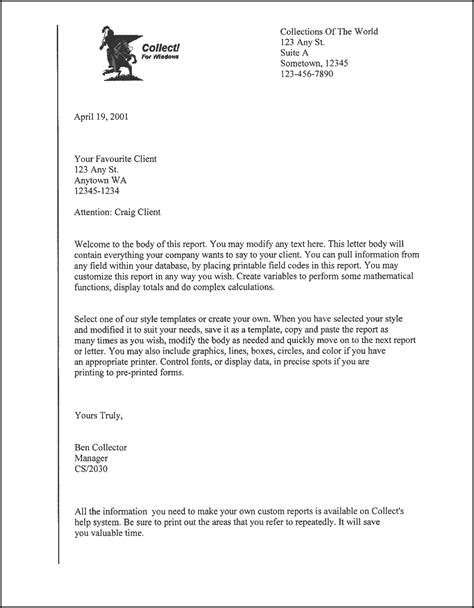 Collect!
For Windows
Collections Of The World
123 Any St.
Suite A
Sometown, 12345
123-456-7890
April 19, 2001
Your Favourite Client
123 Any St.
Anytown WA
12345-1234
Attention: Craig Client
Welcome to the body of this report. You may modify any text here. This letter body will
contain everything your company wants to say to your client. You can pull information from
any field within your database, by placing printable field codes in this report. You may
customize this report in any way you wish. Create variables to perform some mathematical
functions, display totals and do complex calculations.
Select one of our style templates or create your own. When you have selected your style
and modified it to suit your needs, save it as a template, copy and paste the report as
many times as you wish, modify the body as needed and quickly move on to the next report
or letter. You may also include graphics, lines, boxes, circles, and color if you have
an appropriate printer. Control fonts, or display data, in precise spots if you are
printing to pre-printed forms.
Yours Truly,
Ben Collector
Manager
CS/2030
All the information you need to make your own custom reports is available on Collect's
help system. Be sure to print out the areas that you refer to repeatedly. It will save
you valuable time.